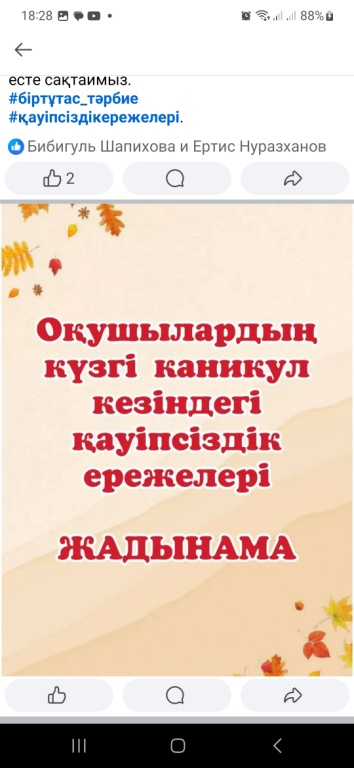 18:28
88%
есте сақтаимыз.
#біртұтас_тәрбие
#қауіпсіздікережелері.
Бибигуль Шапихова и Ертис Нуразханов
2
Оқушылардың
күзгі каникул
кезіндегі
қауіпсіздік
ережелері
ЖАДЫНАМА